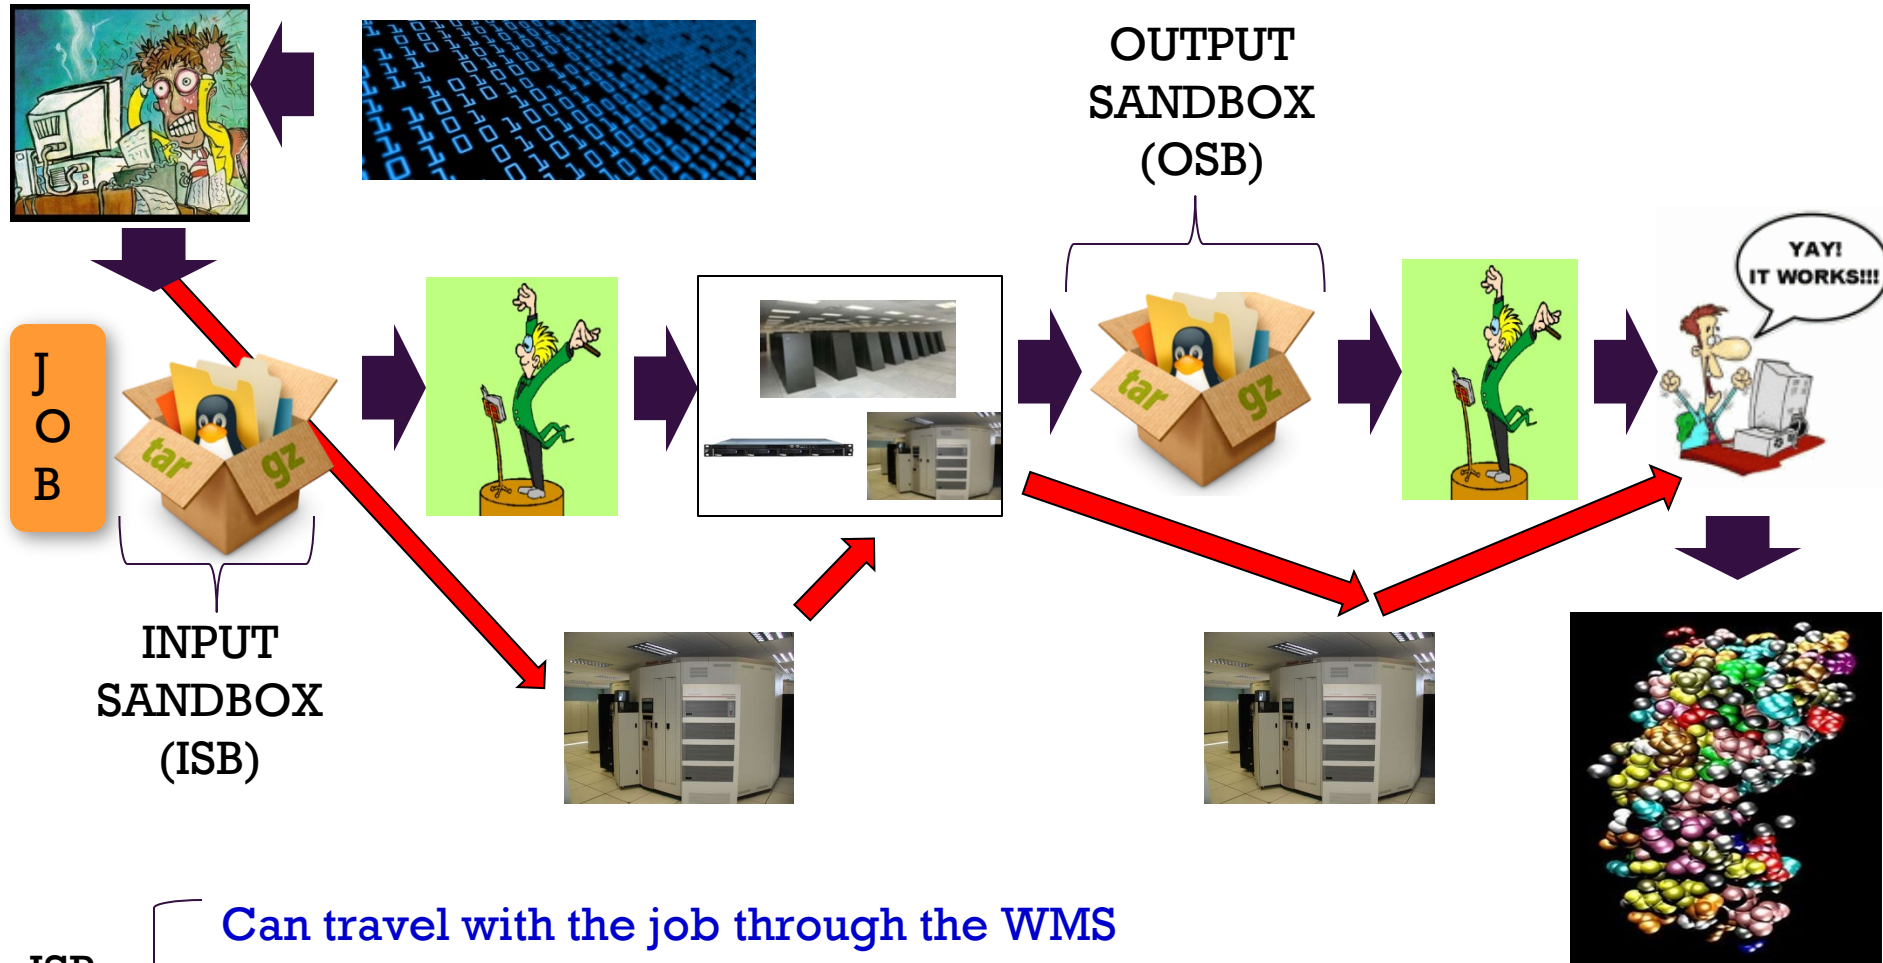 OUTPUT
SANDBOX
(OSB)
YAY!
IT WORKS!!!
J
O
B
tar
gz
tar
gz
INPUT
SANDBOX
(ISB)
Can travel with the job through the WMS